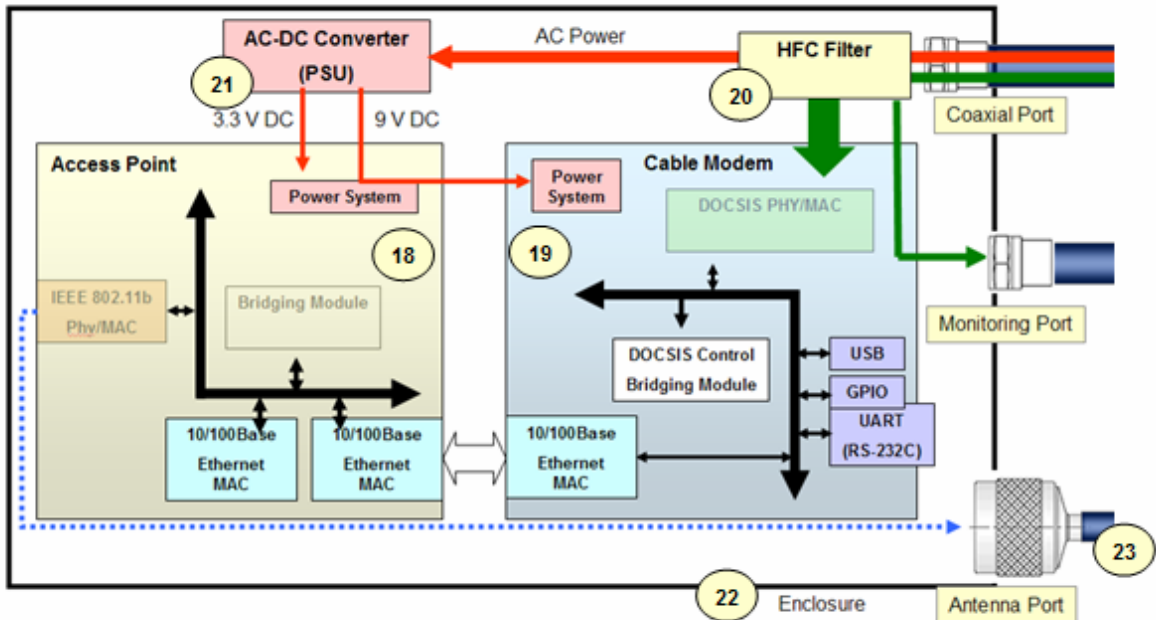 AC-DC Converter
(PSU)
21
AC Power
HFC Filter
20
Coaxial Port
3.3 V DC
9 V DC
Access Point
Power System
18
IEEE 802.11b
Phy/MAC
Bridging Module
10/100Base
Ethernet
MAC
10/100Base
Ethernet
MAC
Cable Modem
Power
System
19
DOCSIS PHY/MAC
DOCSIS Control
Bridging Module
USB
GPIO
UART
(RS-232C)
10/100Base
Ethernet
MAC
Monitoring Port
23
22
Enclosure
Antenna Port